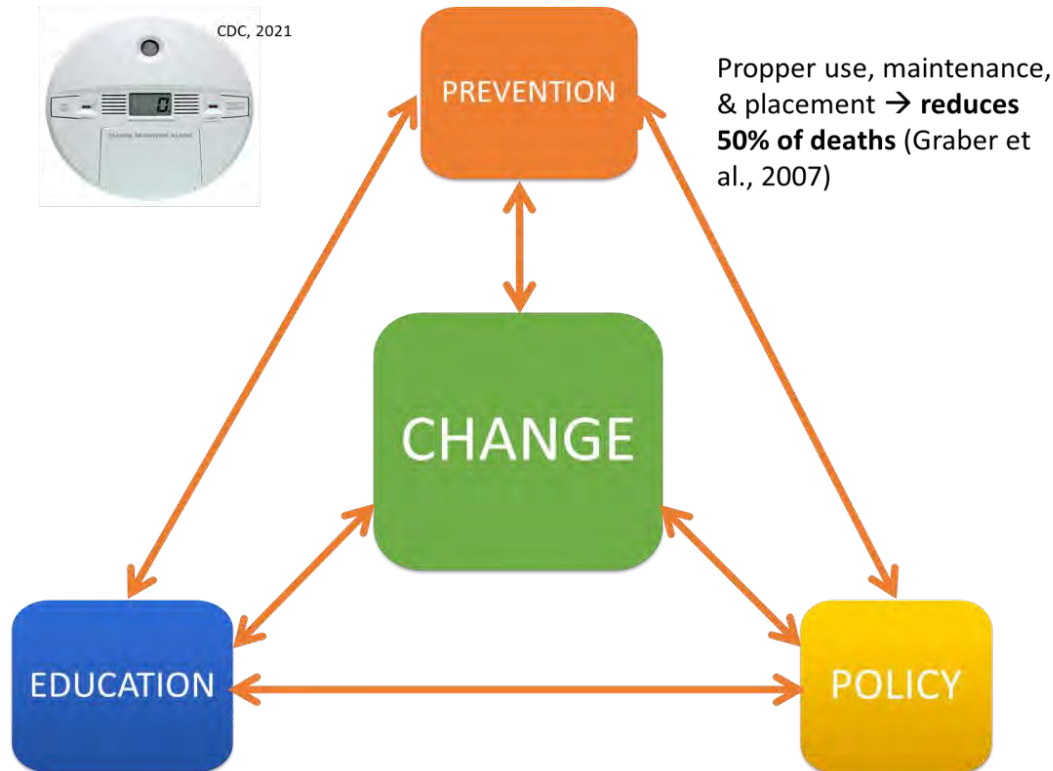 CDC, 2021
PREVENTION
Propper use, maintenance,
& placement → reduces
50% of deaths (Graber et
al., 2007)
CHANGE
EDUCATION
POLICY